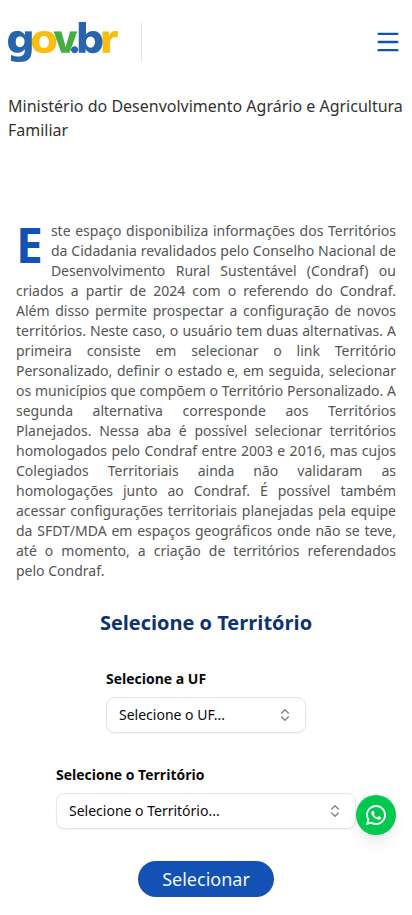 gov.br
Ministério do Desenvolvimento Agrário e Agricultura
Familiar
Este espaço disponibiliza informações dos Territórios
da Cidadania revalidados pelo Conselho Nacional de
Desenvolvimento Rural Sustentável (Condraf) ou
criados a partir de 2024 com o referendo do Condraf.
Além disso permite prospectar a configuração de novos
territórios. Neste caso, o usuário tem duas alternativas. A
primeira consiste em selecionar o link Território
Personalizado, definir o estado e, em seguida, selecionar
os municípios que compõem o Território Personalizado. A
segunda alternativa corresponde aos Territórios
Planejados. Nessa aba é possível selecionar territórios
homologados pelo Condraf entre 2003 e 2016, mas cujos
Colegiados Territoriais ainda não validaram as
homologações junto ao Condraf. É possível também
acessar configurações territoriais planejadas pela equipe
da SFDT/MDA em espaços geográficos onde não se teve,
até o momento, a criação de territórios referendados
pelo Condraf.
Selecione o Território
Selecione a UF
Selecione o UF...
Selecione o Território
Selecione o Território...
Selecionar